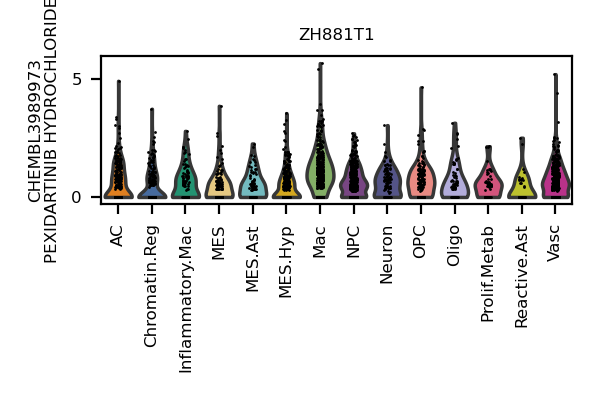 ZH881T1
CHEMBL3989973
PEXIDARTINIB HYDROCHLORIDE
5
0
AC
Chromatin.Reg
Inflammatory.Mac
MES
MES.Ast
MES.Hyp
Mac
NPC
Neuron
OPC
Oligo
Prolif.Metab
Reactive.Ast
Vasc